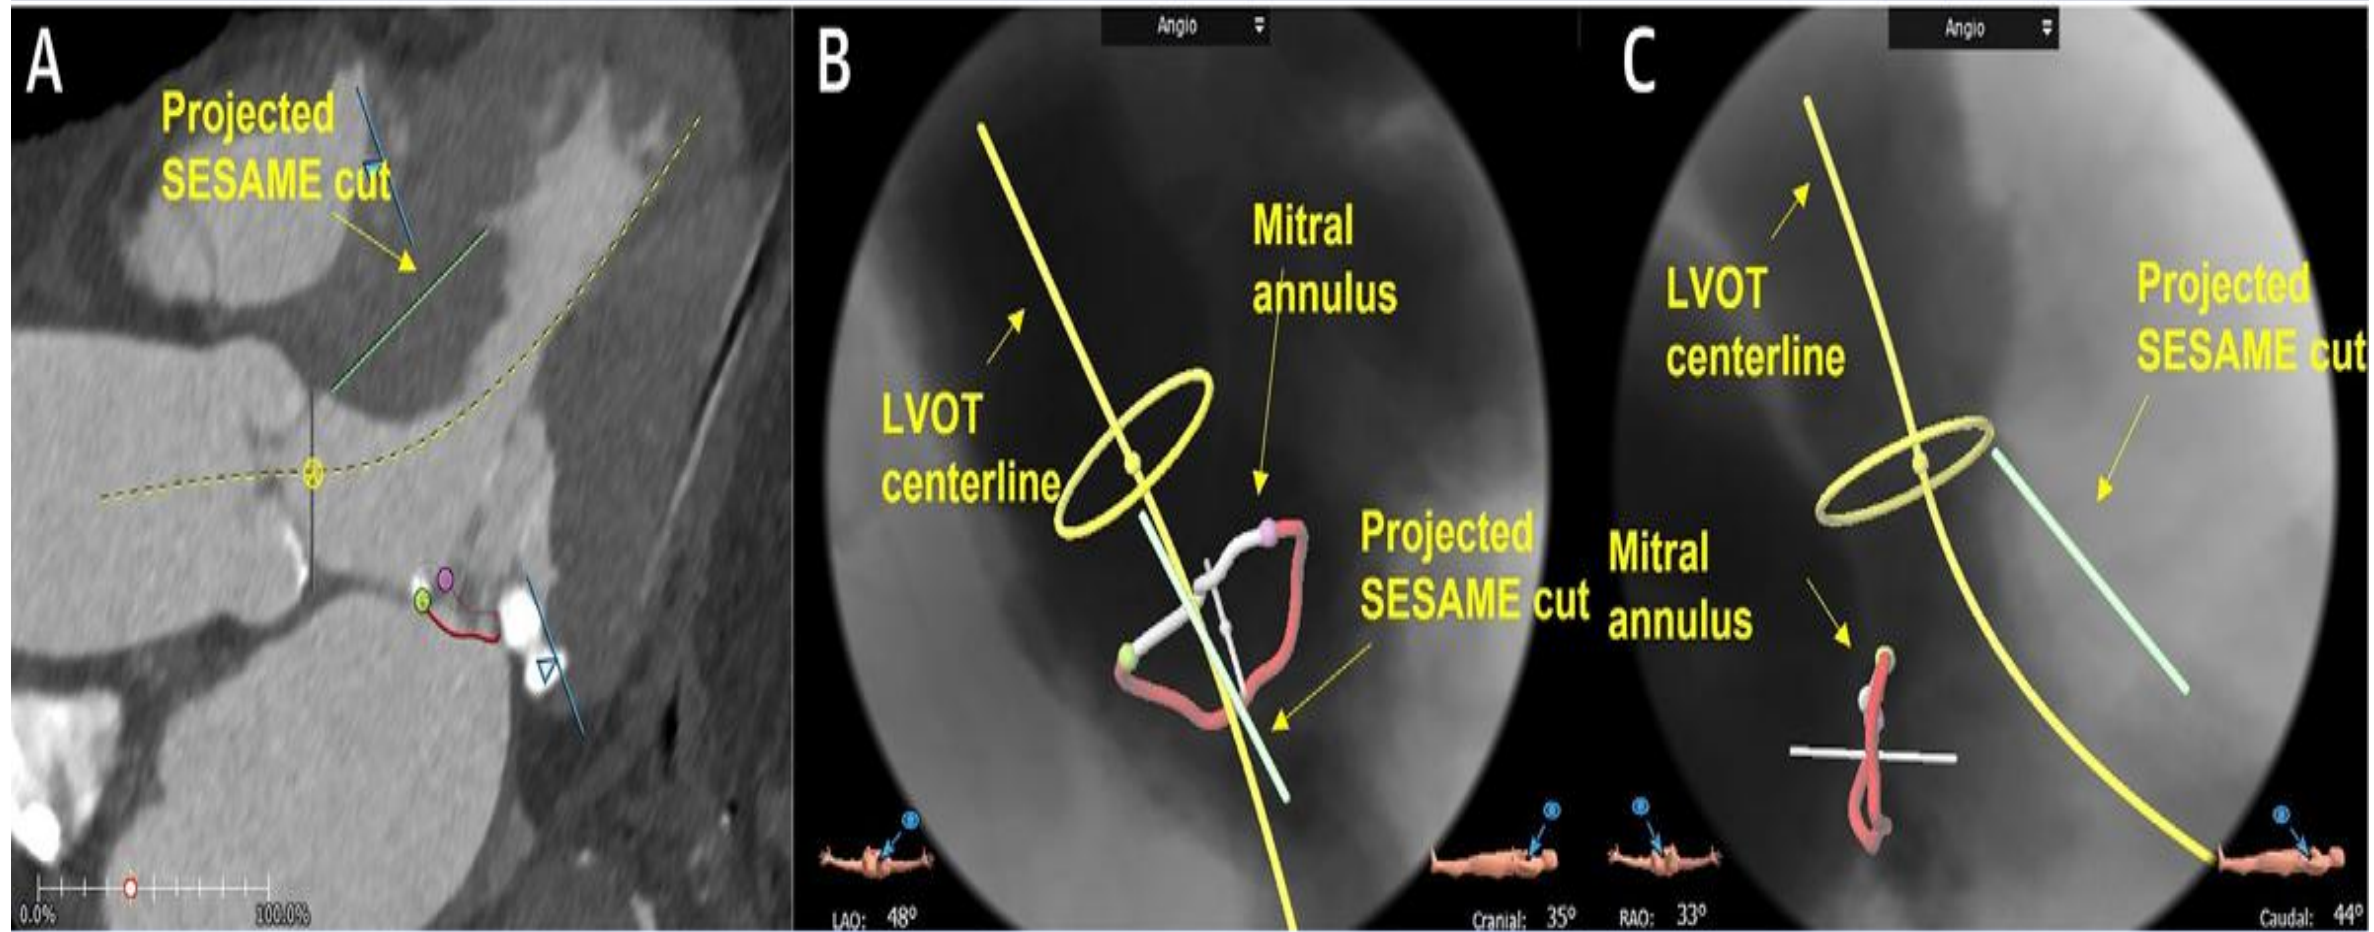 A
Projected
SESAME cut
0.0%
100.0%
B
Angio
Mitral
annulus
LVOT
centerline
Projected
SESAME cut
LAO: 48°
Cranial: 35°
C
Angio
LVOT
centerline
Projected
SESAME cut
Mitral
annulus
RAO: 33°
Caudal: 44°